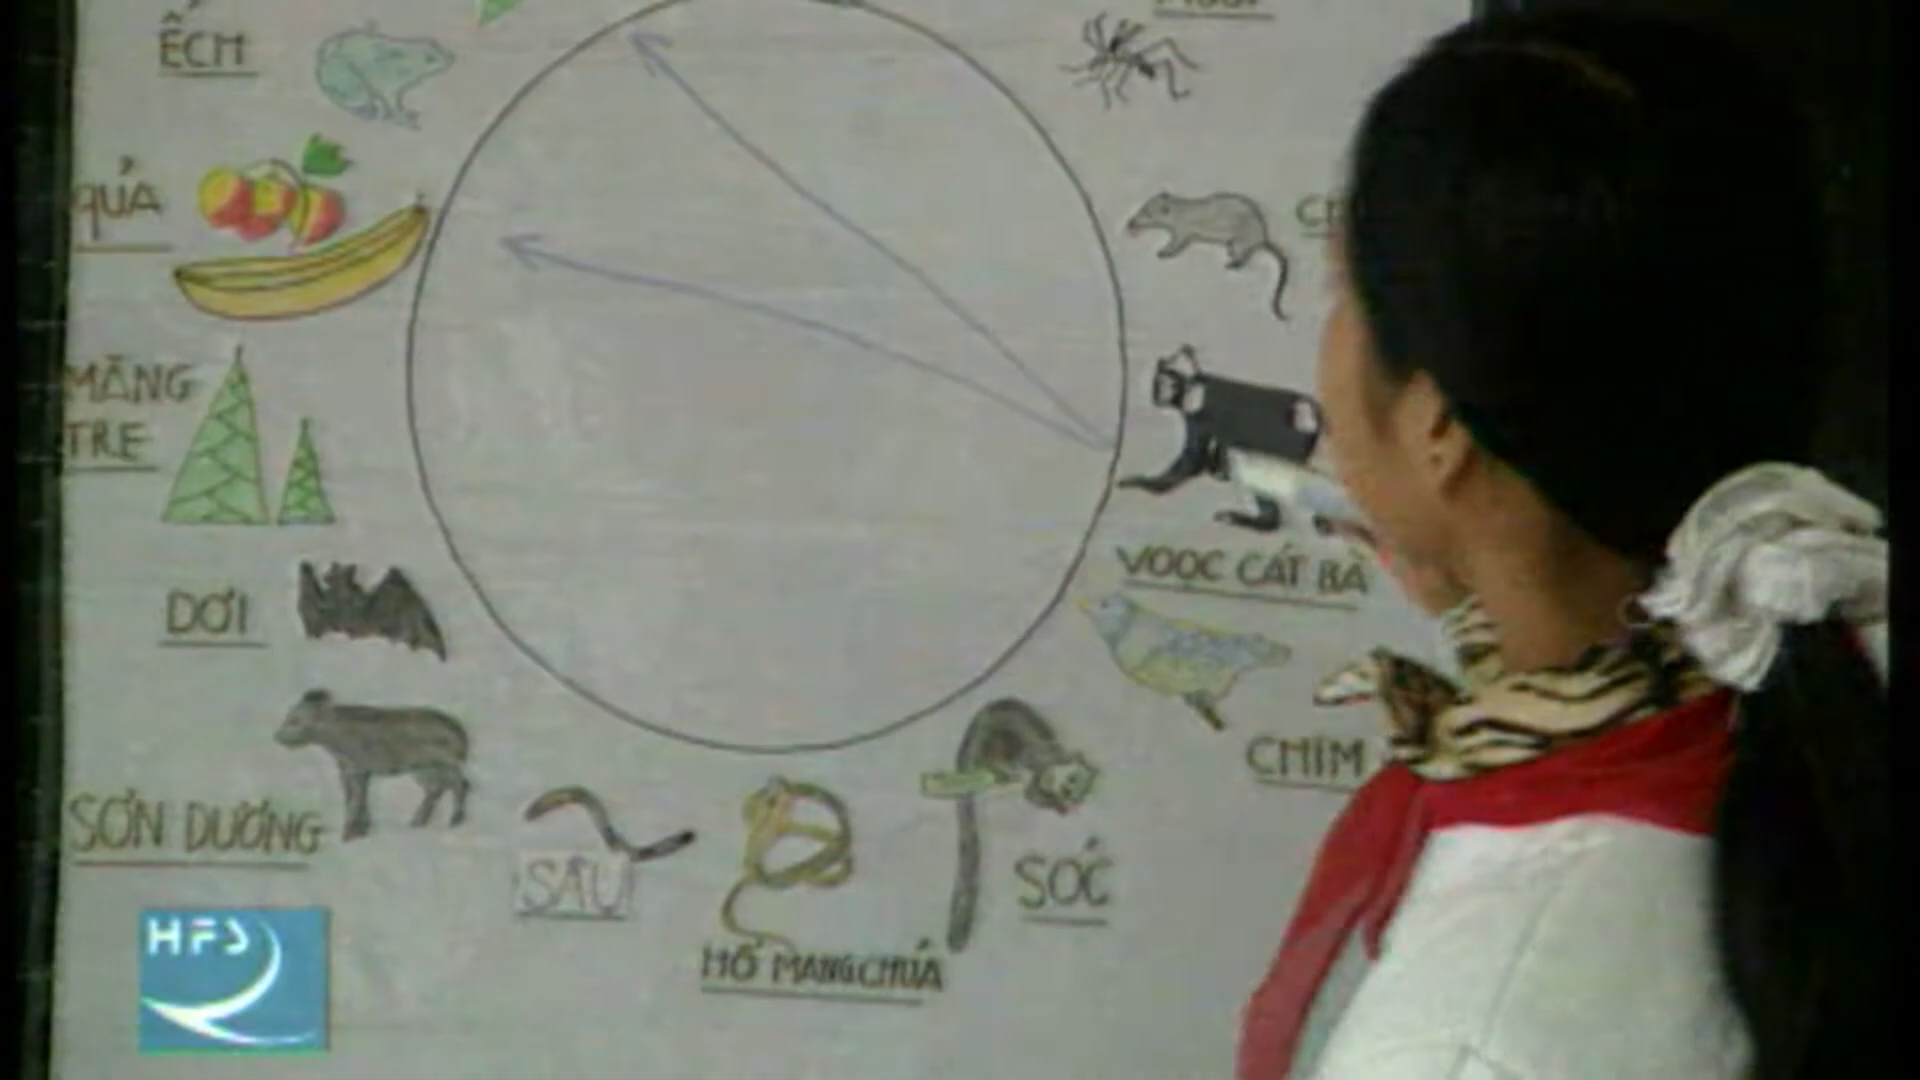 ẾCH
QUẢ
MĂNG
TRE
VOỌC CÁT BÀ
DƠI
CHIM
SƠN DƯƠNG
SÂU
SÓC
HỔ MANG CHÚA
HFS